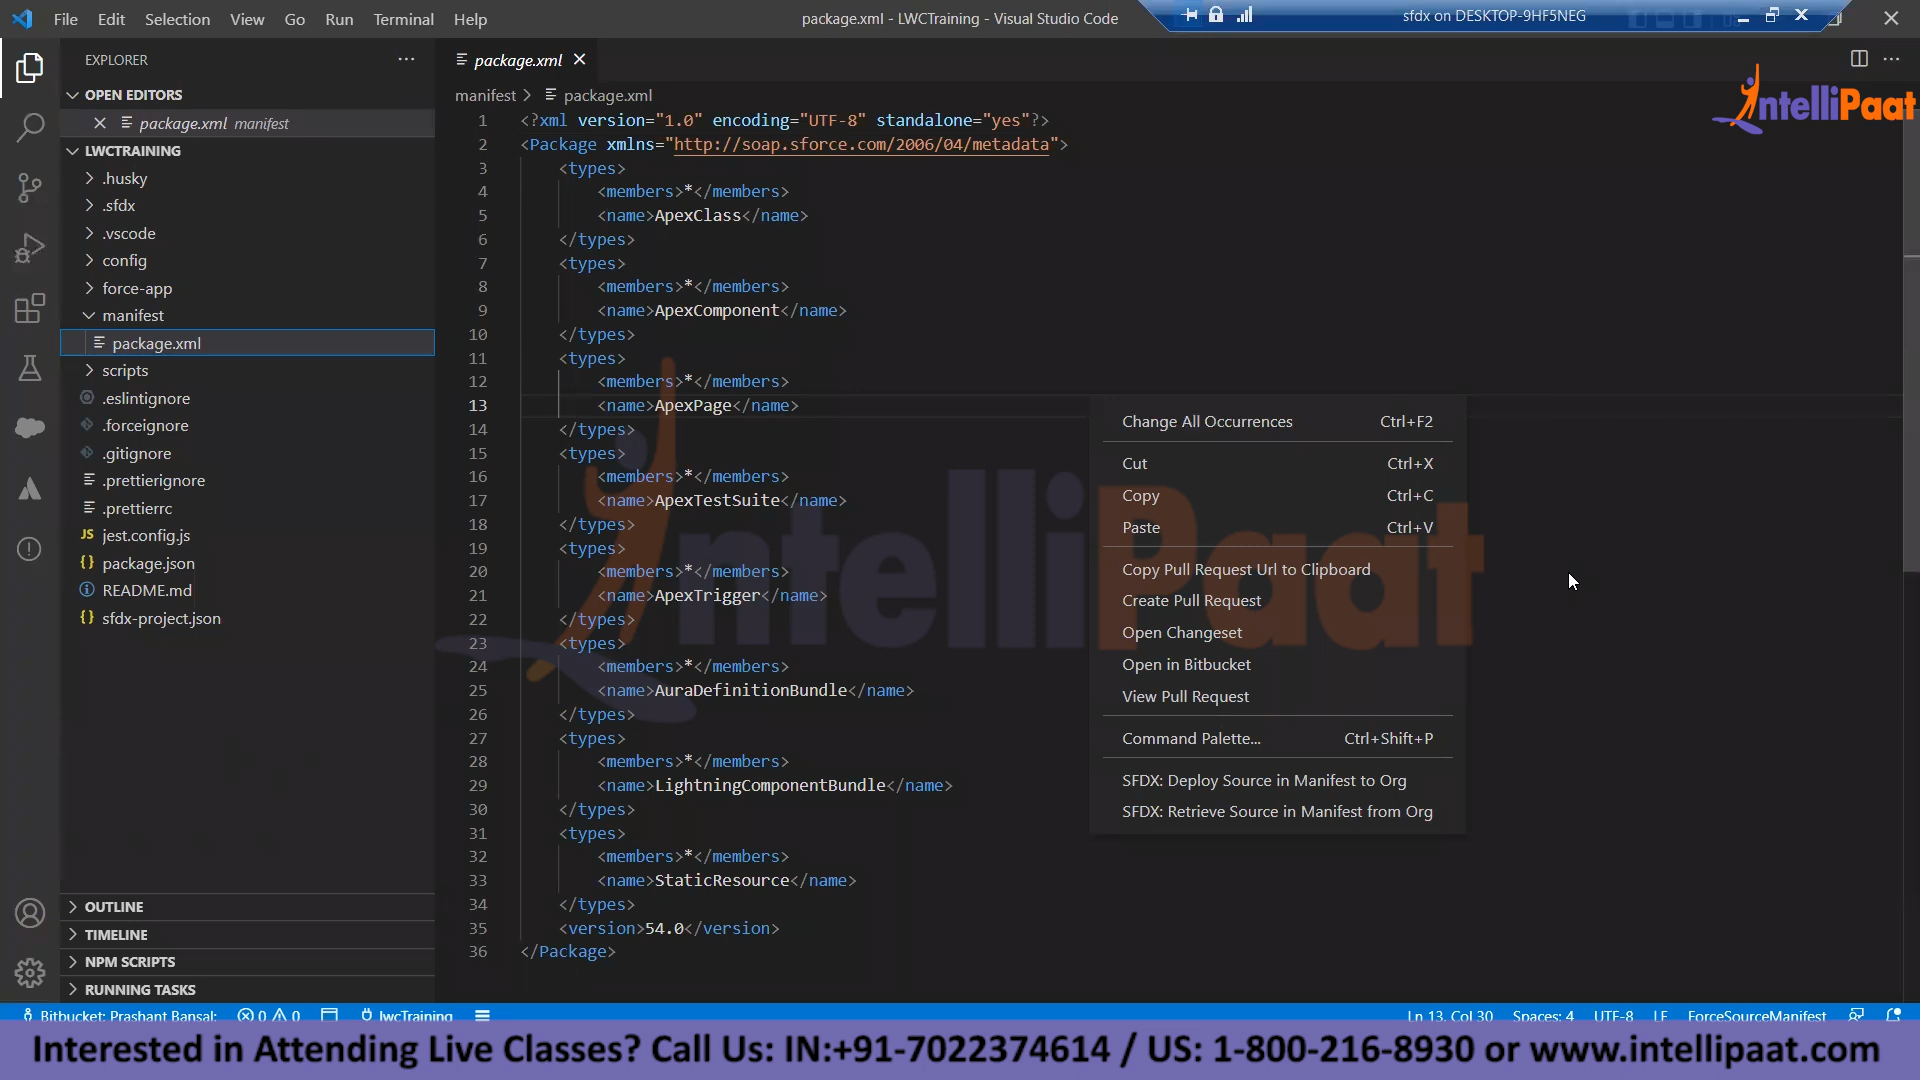 File Edit Selection View Go Run Terminal Help
package.xml - LWCTraining - Visual Studio Code
sfdx on DESKTOP-9HF5NEG
EXPLORER
OPEN EDITORS
package.xml manifest
LWCTRAINING
.husky
.sfdx
.vscode
config
force-app
manifest
package.xml
scripts
.eslintignore
.forceignore
.gitignore
.prettierignore
.prettierrc
JS jest.config.js
{} package.json
README.md
{} sfdx-project.json
OUTLINE
TIMELINE
NPM SCRIPTS
RUNNING TASKS
package.xml
IntelliPaat
manifest > package.xml
1 <?xml version="1.0" encoding="UTF-8" standalone="yes"?>
2 <Package xmlns="http://soap.sforce.com/2006/04/metadata">
3 <types>
4 <members>*</members>
5 <name>ApexClass</name>
6 </types>
7 <types>
8 <members>*</members>
9 <name>ApexComponent</name>
10 </types>
11 <types>
12 <members>*</members>
13 <name>ApexPage</name>
14 </types>
15 <types>
16 <members>*</members>
17 <name>ApexTestSuite</name>
18 </types>
19 <types>
20 <members>*</members>
21 <name>ApexTrigger</name>
22 </types>
23 <types>
24 <members>*</members>
25 <name>AuraDefinitionBundle</name>
26 </types>
27 <types>
28 <members>*</members>
29 <name>LightningComponentBundle</name>
30 </types>
31 <types>
32 <members>*</members>
33 <name>StaticResource</name>
34 </types>
35 <version>54.0</version>
36 </Package>
IntelliPaat
Change All Occurrences Ctrl+F2
Cut Ctrl+X
Copy Ctrl+C
Paste Ctrl+V
Copy Pull Request Url to Clipboard
Create Pull Request
Open Changeset
Open in Bitbucket
View Pull Request
Command Palette... Ctrl+Shift+P
SFDX: Deploy Source in Manifest to Org
SFDX: Retrieve Source in Manifest from Org
Bitbucket: Prashant Bansal: 0 0 lwcTraining Ln 13, Col 30 Spaces: 4 UTF-8 LF ForceSourceManifest
Interested in Attending Live Classes? Call Us: IN:+91-7022374614 / US: 1-800-216-8930 or www.intellipaat.com